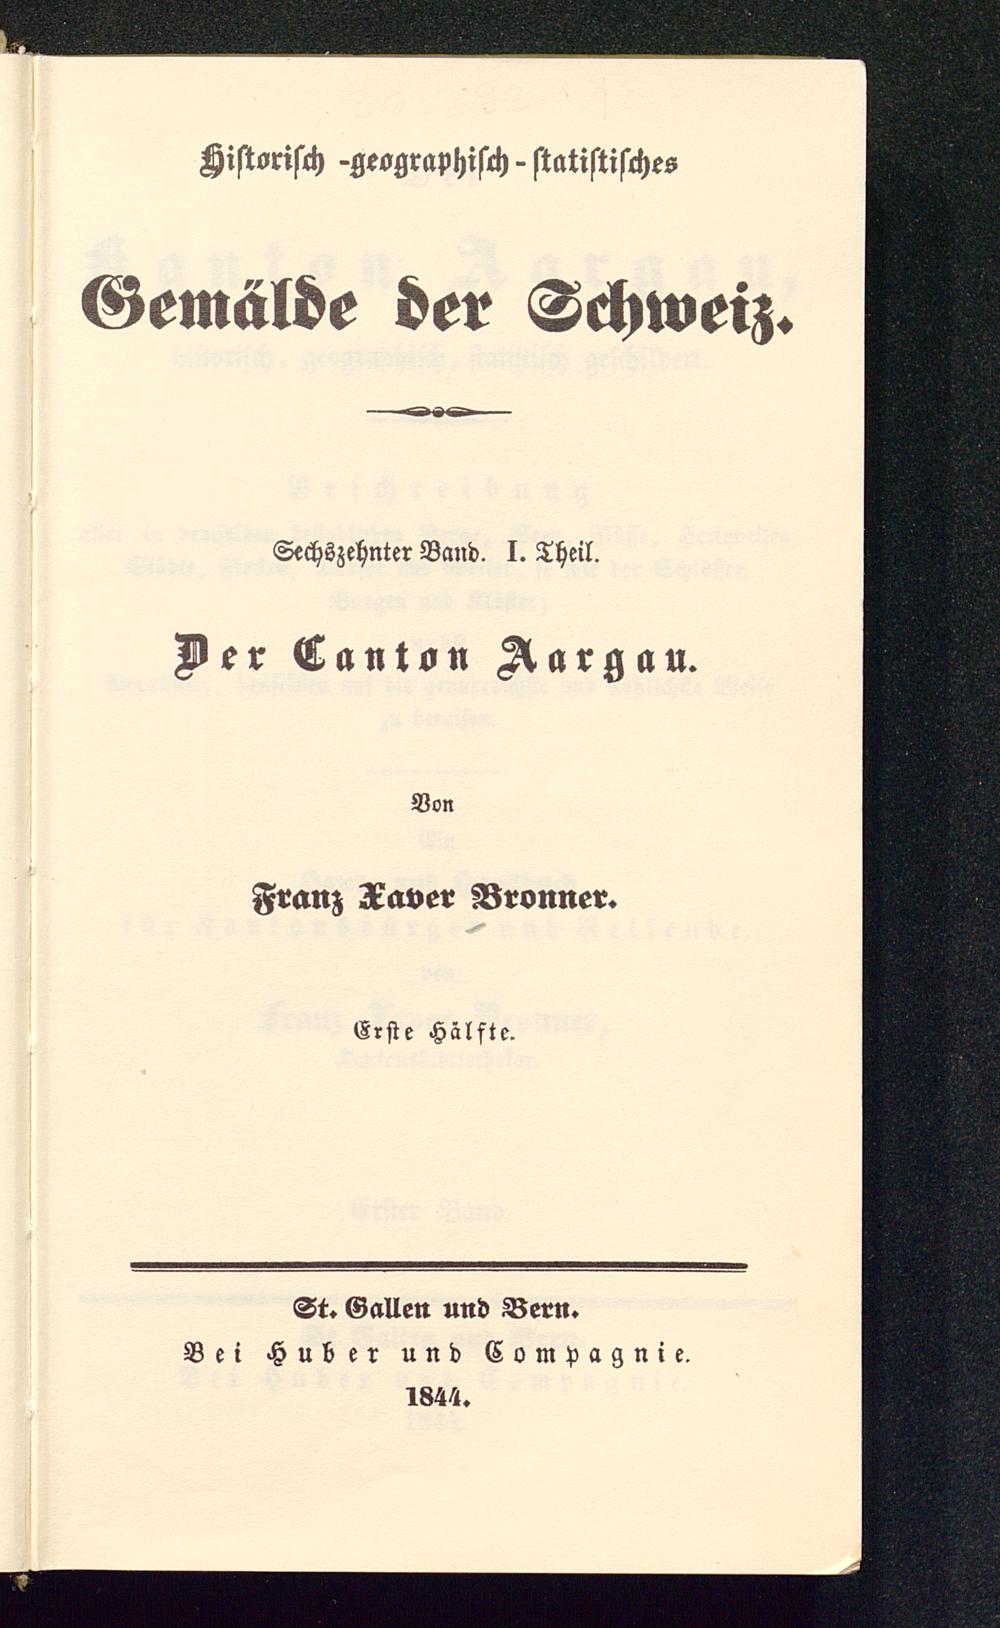 Historisch-geographisch-statistisches
Gemälde der Schweiz.
Sechszehnter Band. I. Theil.
Der Canton Aargau.
Von
Franz Xaver Bronner.
Erste Hälfte.
St. Gallen und Bern.
Bei Huber und Compagnie.
1844.